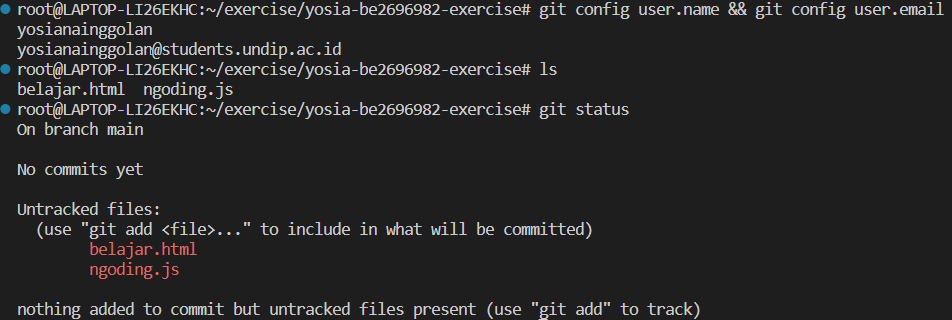 root@LAPTOP-LI26EKHC:~/exercise/yosia-be2696982-exercise# git config user.name && git config user.email
yosianainggolan
yosianainggolan@students.undip.ac.id
root@LAPTOP-LI26EKHC:~/exercise/yosia-be2696982-exercise# ls
belajar.html  ngoding.js
root@LAPTOP-LI26EKHC:~/exercise/yosia-be2696982-exercise# git status
On branch main

No commits yet

Untracked files:
  (use "git add <file>..." to include in what will be committed)
        belajar.html
        ngoding.js

nothing added to commit but untracked files present (use "git add" to track)